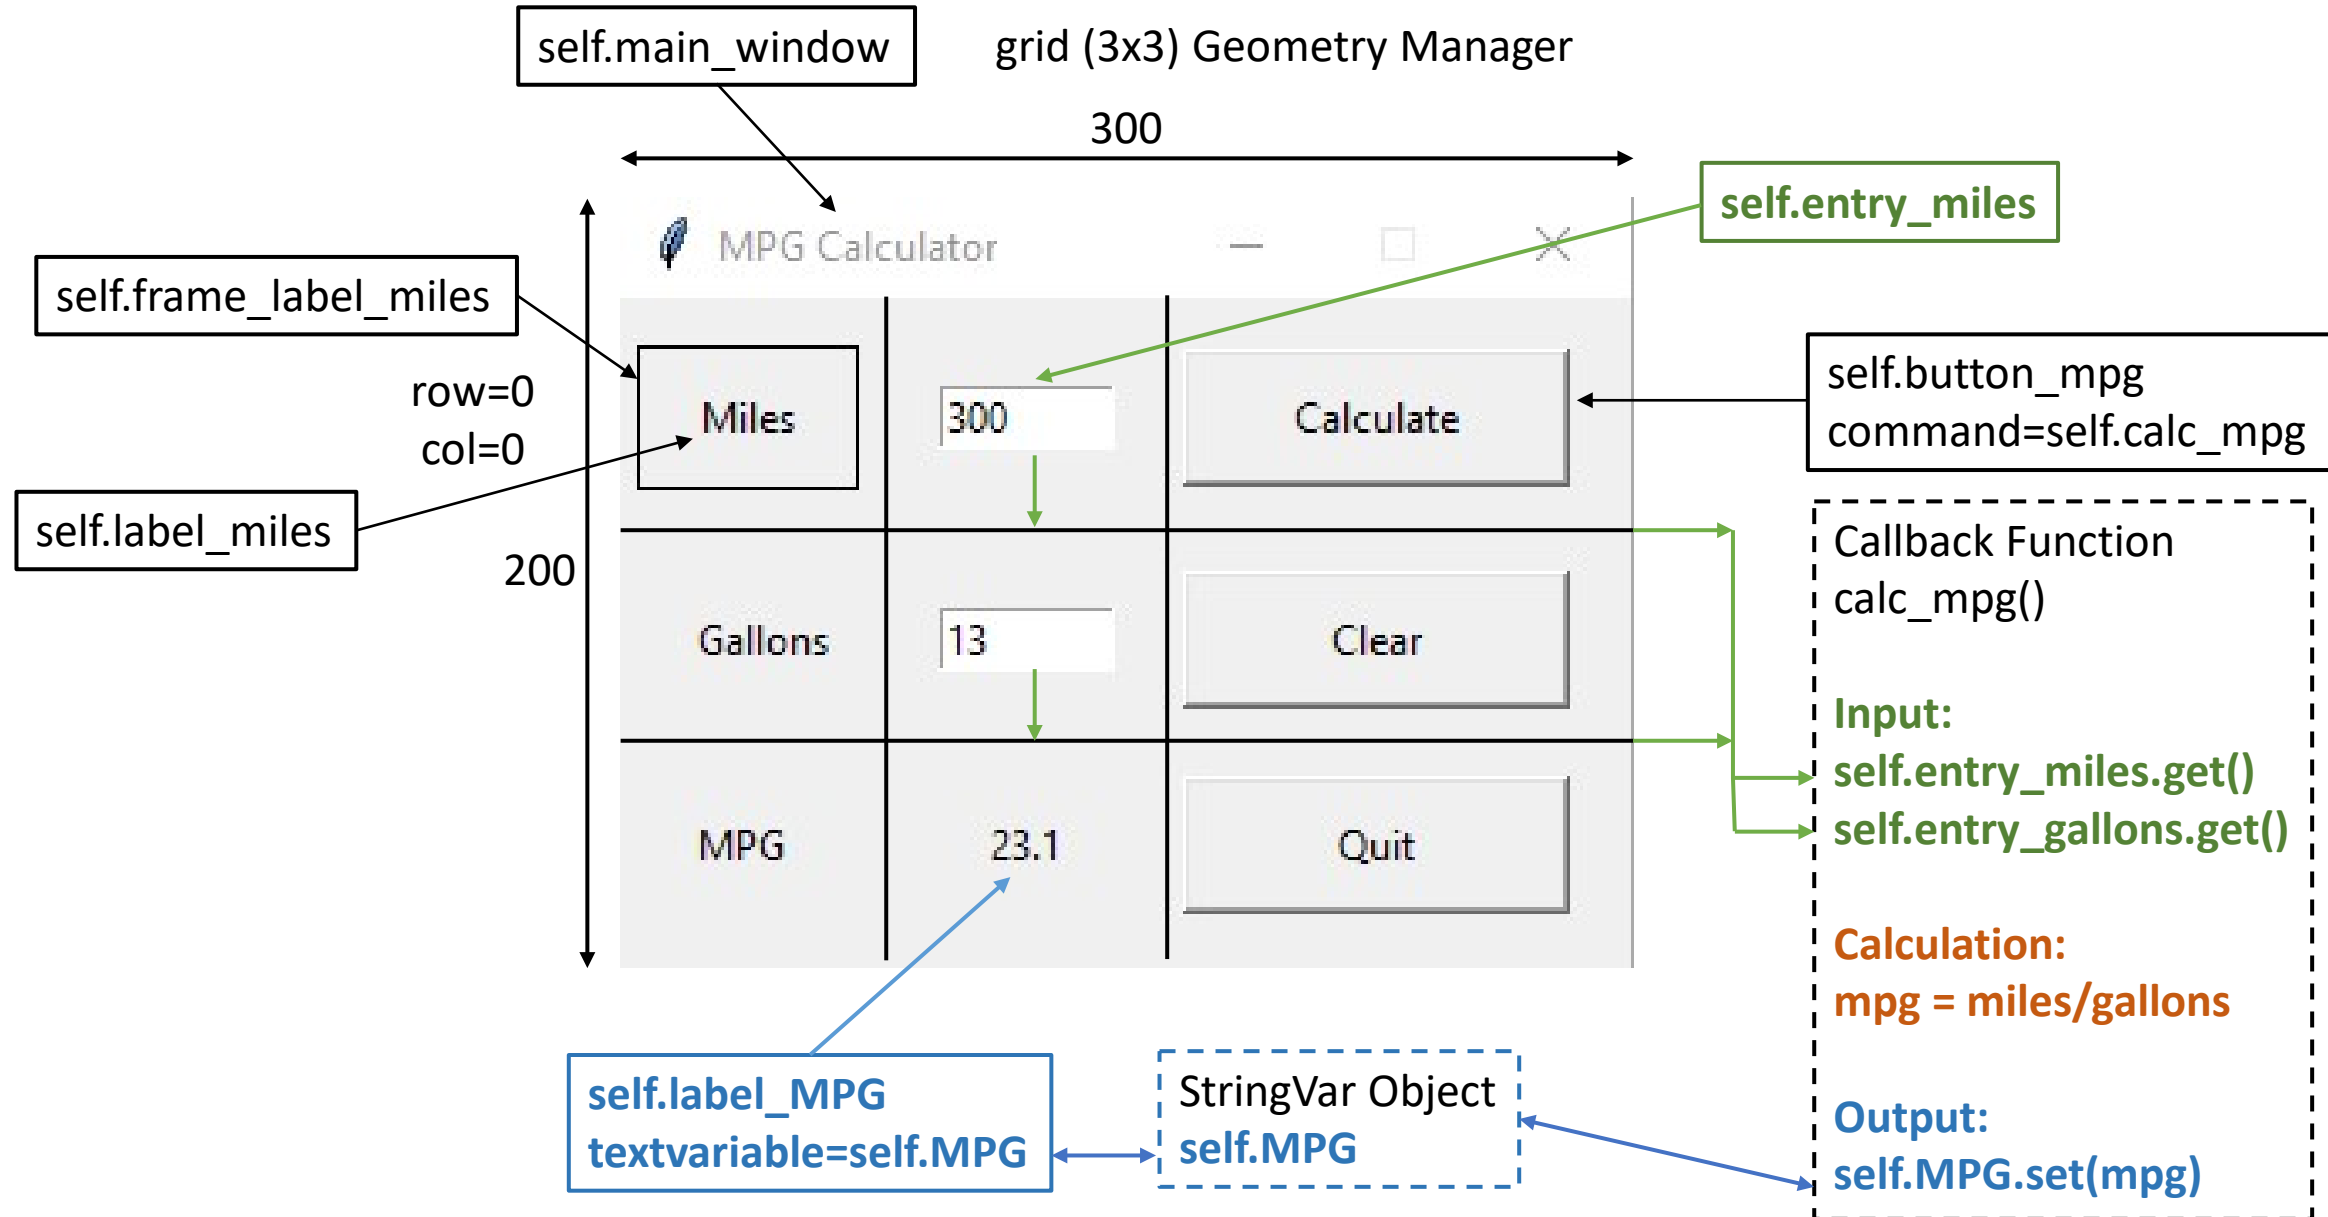 self.main_window
grid (3x3) Geometry Manager
300
self.entry_miles
MPG Calculator
self.frame_label_miles
row=0
col=0
Miles
300
Calculate
self.button_mpg
command=self.calc_mpg
self.label_miles
200
Gallons
13
Clear
Callback Function
calc_mpg()
Input:
self.entry_miles.get()
self.entry_gallons.get()
MPG
23.1
Quit
Calculation:
mpg = miles/gallons
self.label_MPG
textvariable=self.MPG
StringVar Object
self.MPG
Output:
self.MPG.set(mpg)